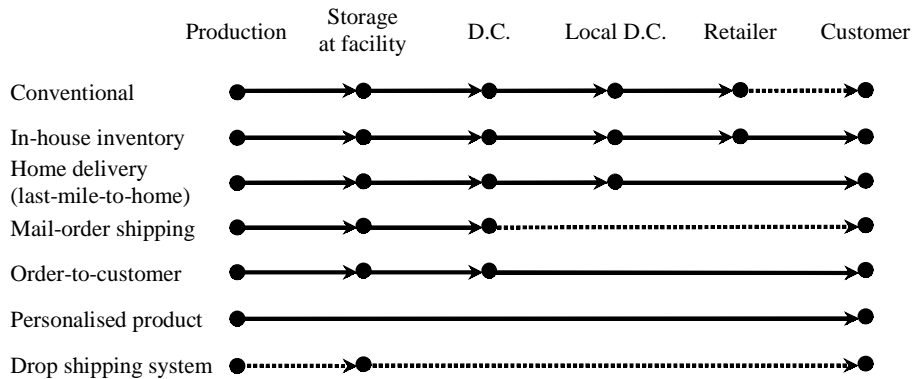 Production
Storage
at facility
D.C.
Local D.C.
Retailer
Customer
Conventional
In-house inventory
Home delivery
(last-mile-to-home)
Mail-order shipping
Order-to-customer
Personalised product
Drop shipping system